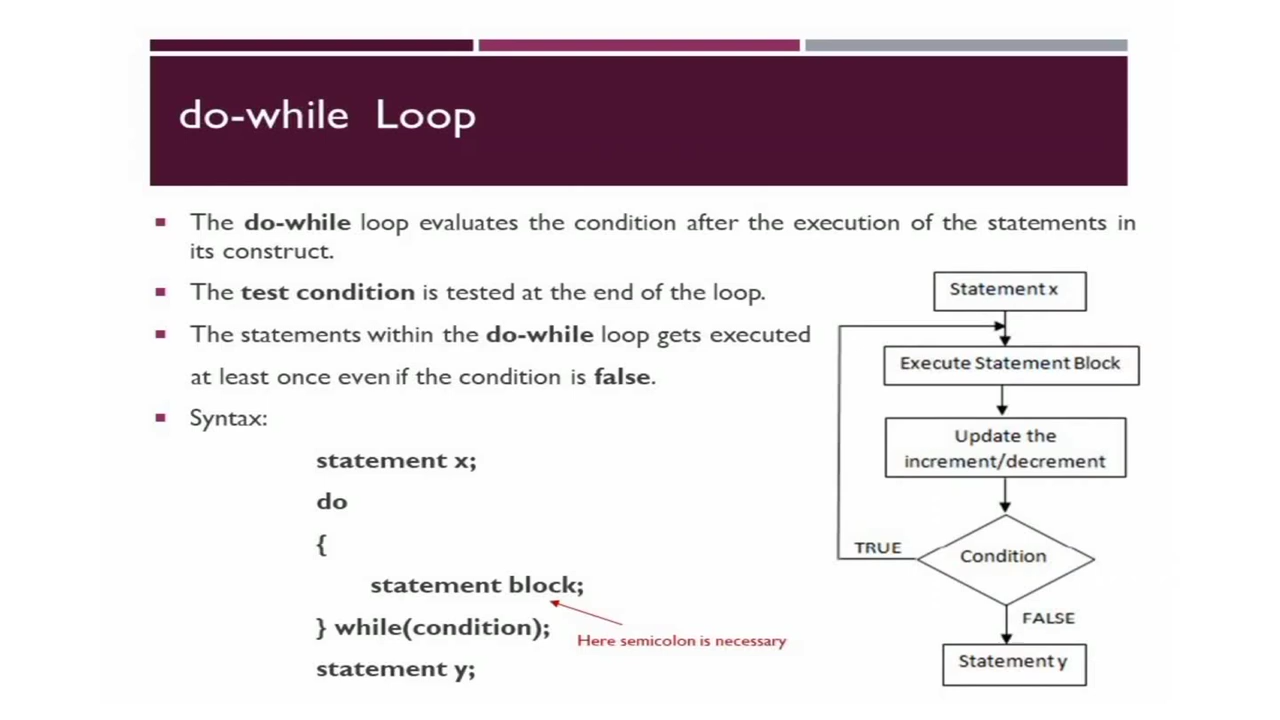 do-while Loop
The do-while loop evaluates the condition after the execution of the statements in
its construct.
The test condition is tested at the end of the loop.
The statements within the do-while loop gets executed
at least once even if the condition is false.
Syntax:
statement x;
do
{
statement block;
} while(condition);
Here semicolon is necessary
statement y;
Statement x
Execute Statement Block
Update the
increment/decrement
TRUE
Condition
FALSE
Statement y